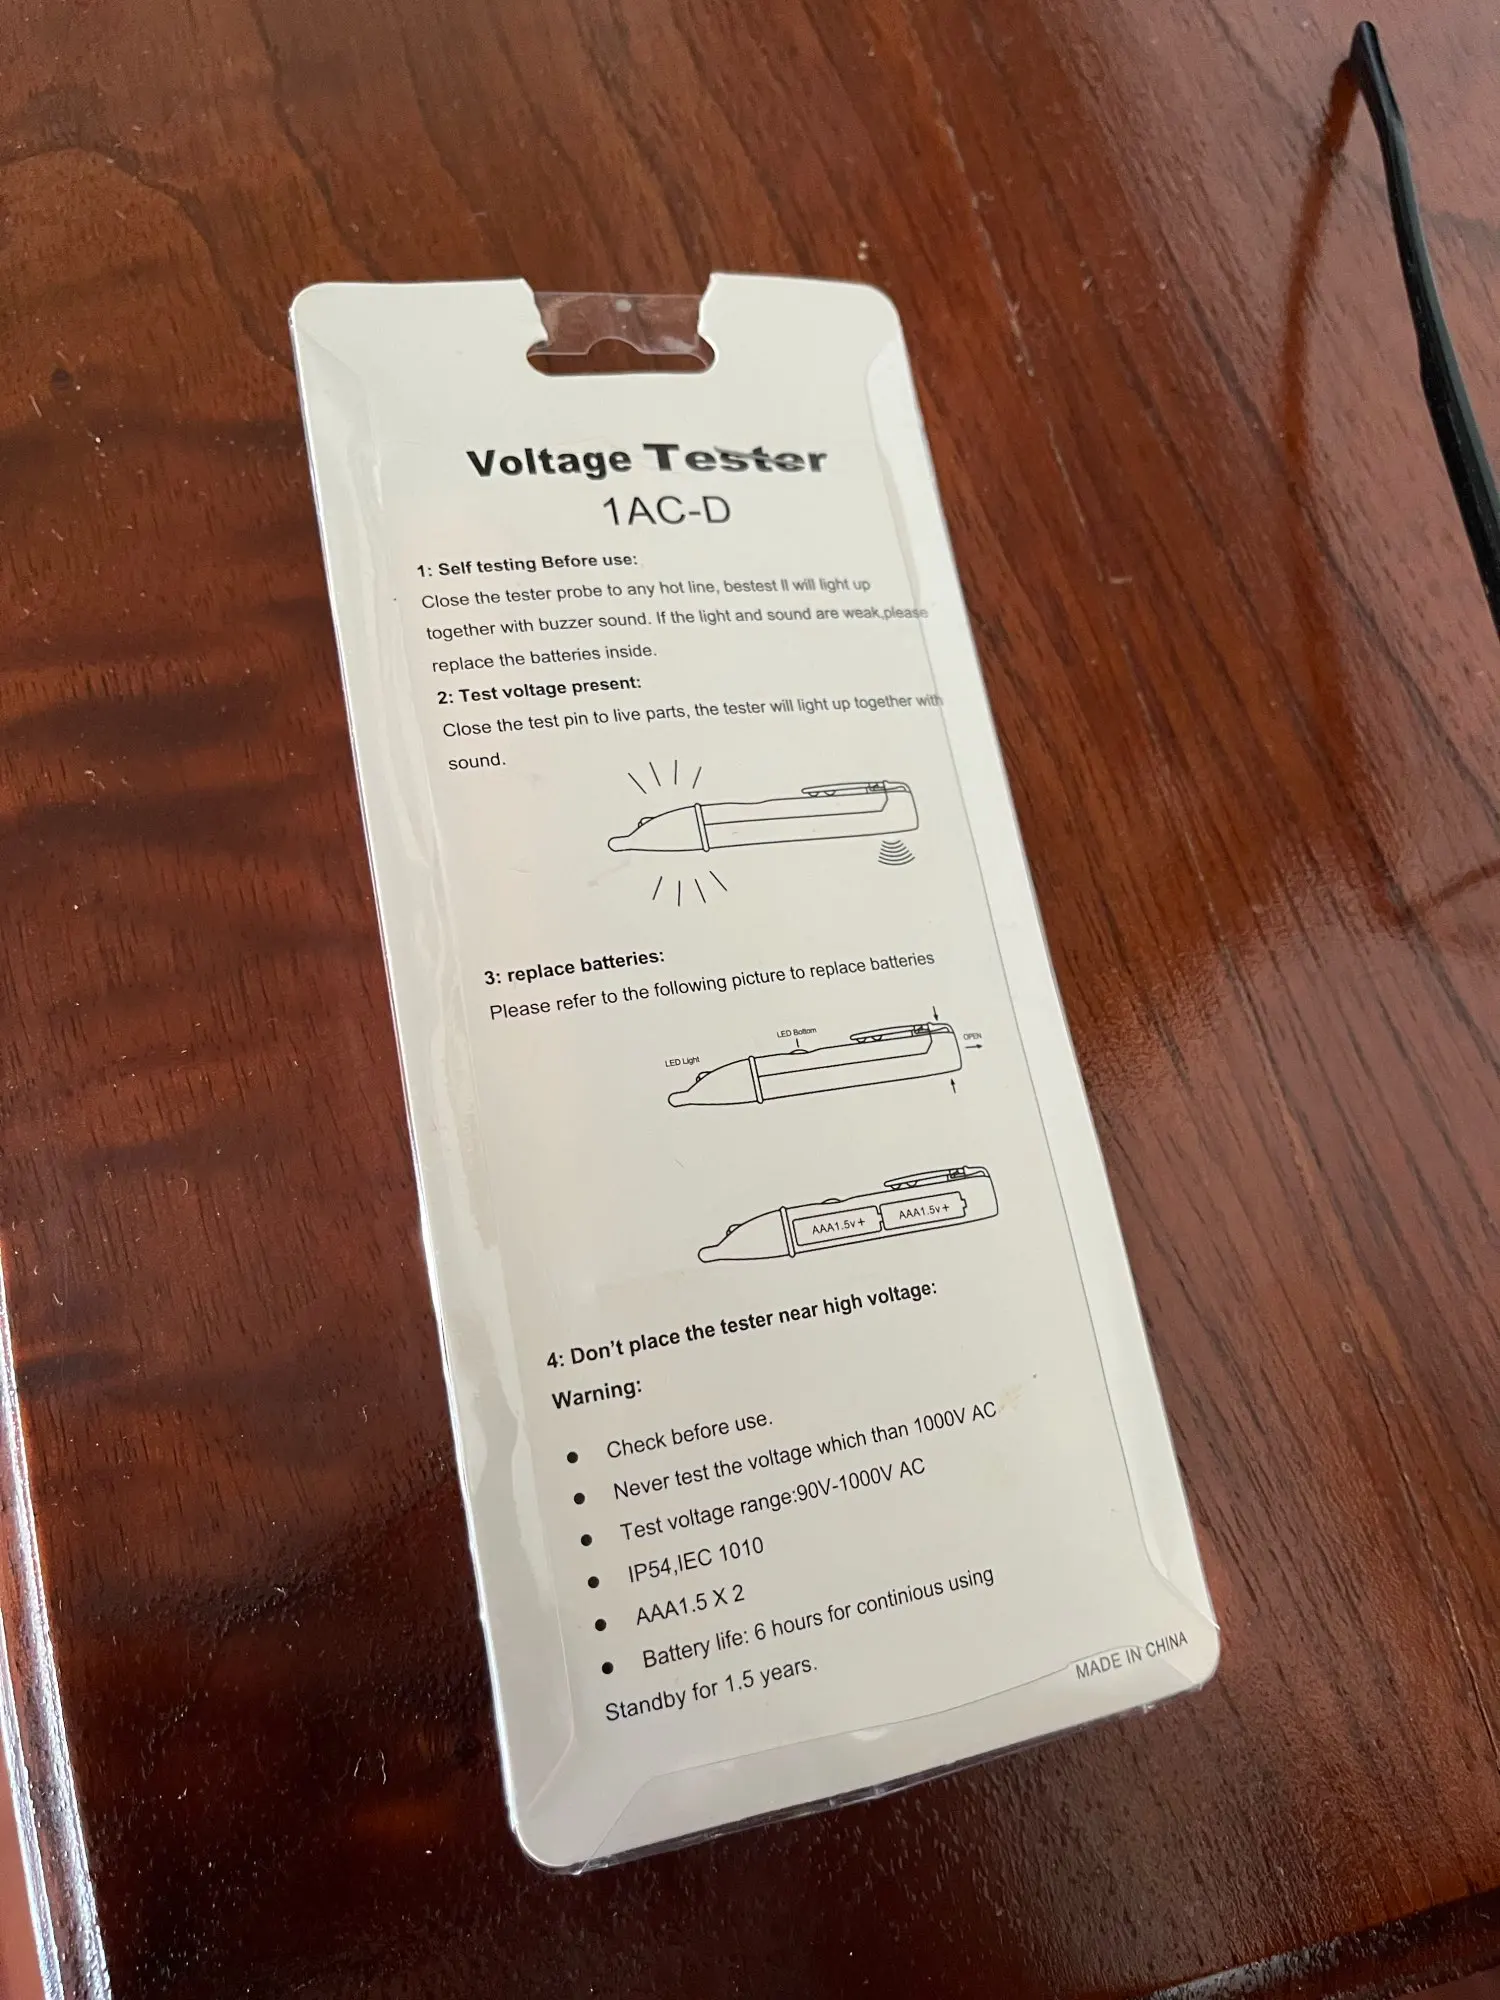 Voltage Tester
1AC-D
1: Self testing Before use:
Close the tester probe to any hot line, bestest II will light up
together with buzzer sound. If the light and sound are weak,please
replace the batteries inside.
2: Test voltage present:
Close the test pin to live parts, the tester will light up together with
sound.
3: replace batteries:
Please refer to the following picture to replace batteries
LED Light
LED Bottom
OPEN
AAA1.5v+
AAA1.5v+
4: Don't place the tester near high voltage:
Warning:
● Check before use.
● Never test the voltage which than 1000V AC
● Test voltage range:90V-1000V AC
● IP54,IEC 1010
● AAA1.5 X 2
● Battery life: 6 hours for continious using
Standby for 1.5 years.
MADE IN CHINA